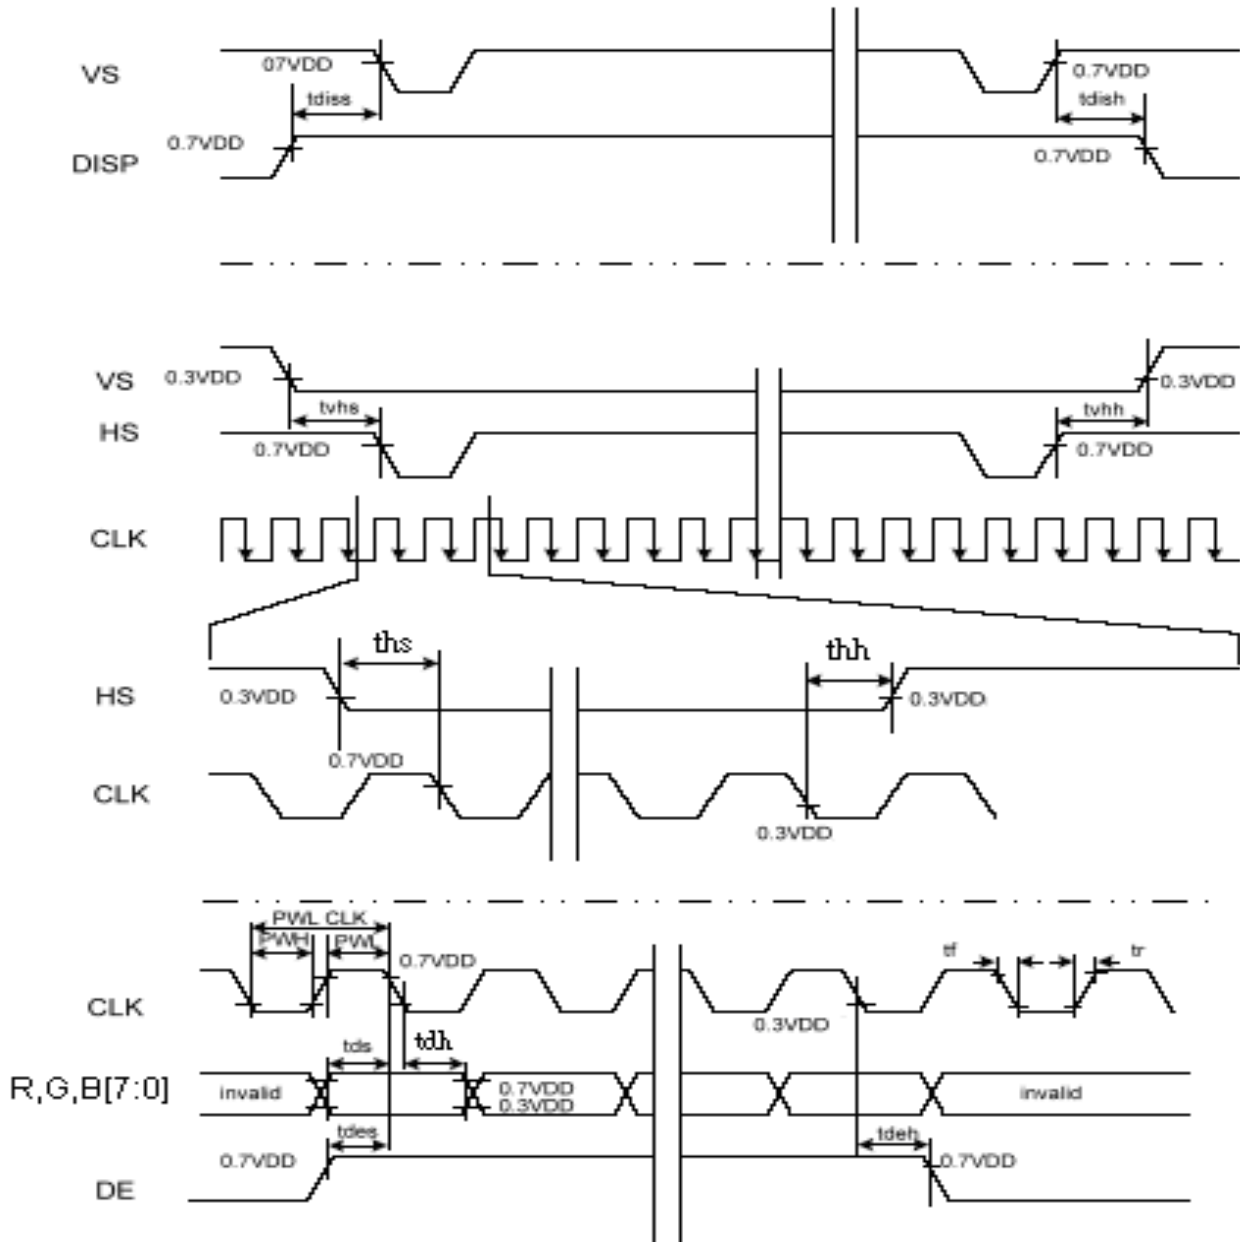 VS
07VDD
0.7VDD
tdiss
tdish
DISP
0.7VDD
0.7VDD
VS
0.3VDD
0.3VDD
tvhs
tvhh
HS
0.7VDD
0.7VDD
CLK
ths
thh
HS
0.3VDD
0.3VDD
0.7VDD
CLK
0.3VDD
PWL CLK
PWH
PWL
0.7VDD
tf
tr
CLK
0.3VDD
tds
tdh
R,G,B[7:0]
invalid
0.7VDD
0.3VDD
invalid
tdes
tdeh
0.7VDD
0.7VDD
DE